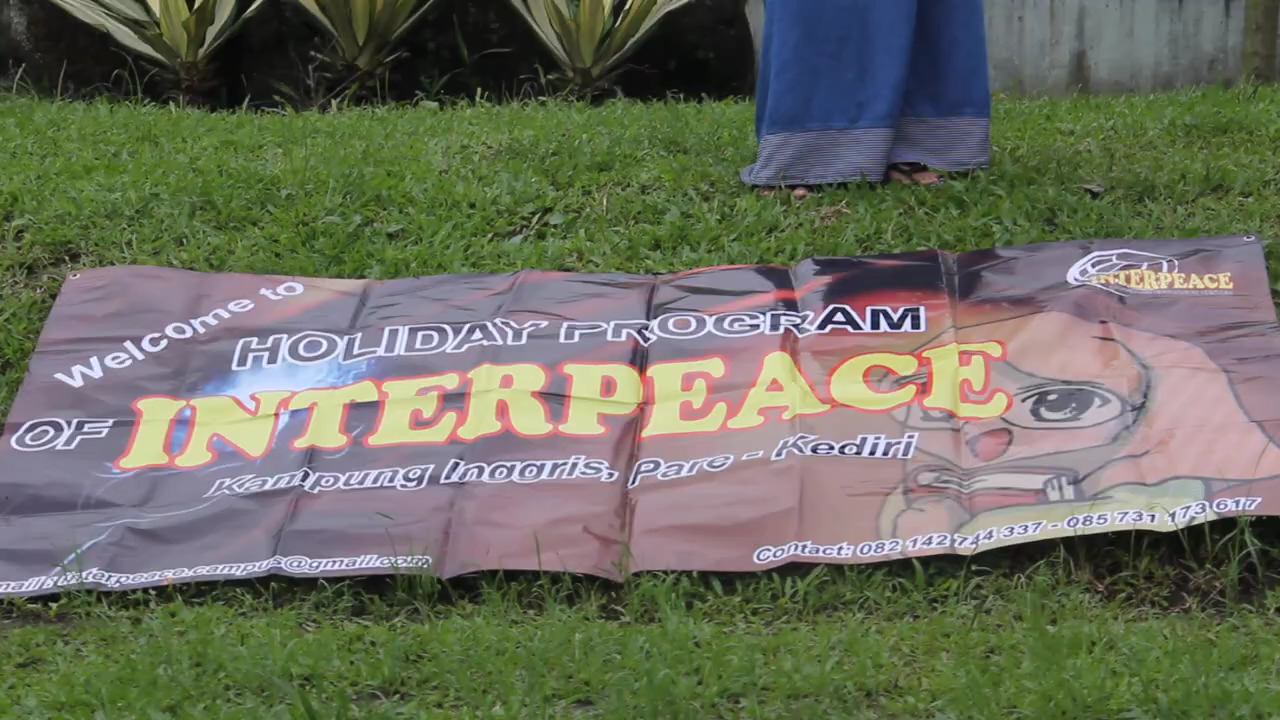 Welcome to
HOLIDAY PROGRAM
OF INTERPEACE
Kampung Inggris, Pare - Kediri
INTERPEACE
interpeace.campus@gmail.com
Contact: 082 142 744 337 - 085 731 173 617